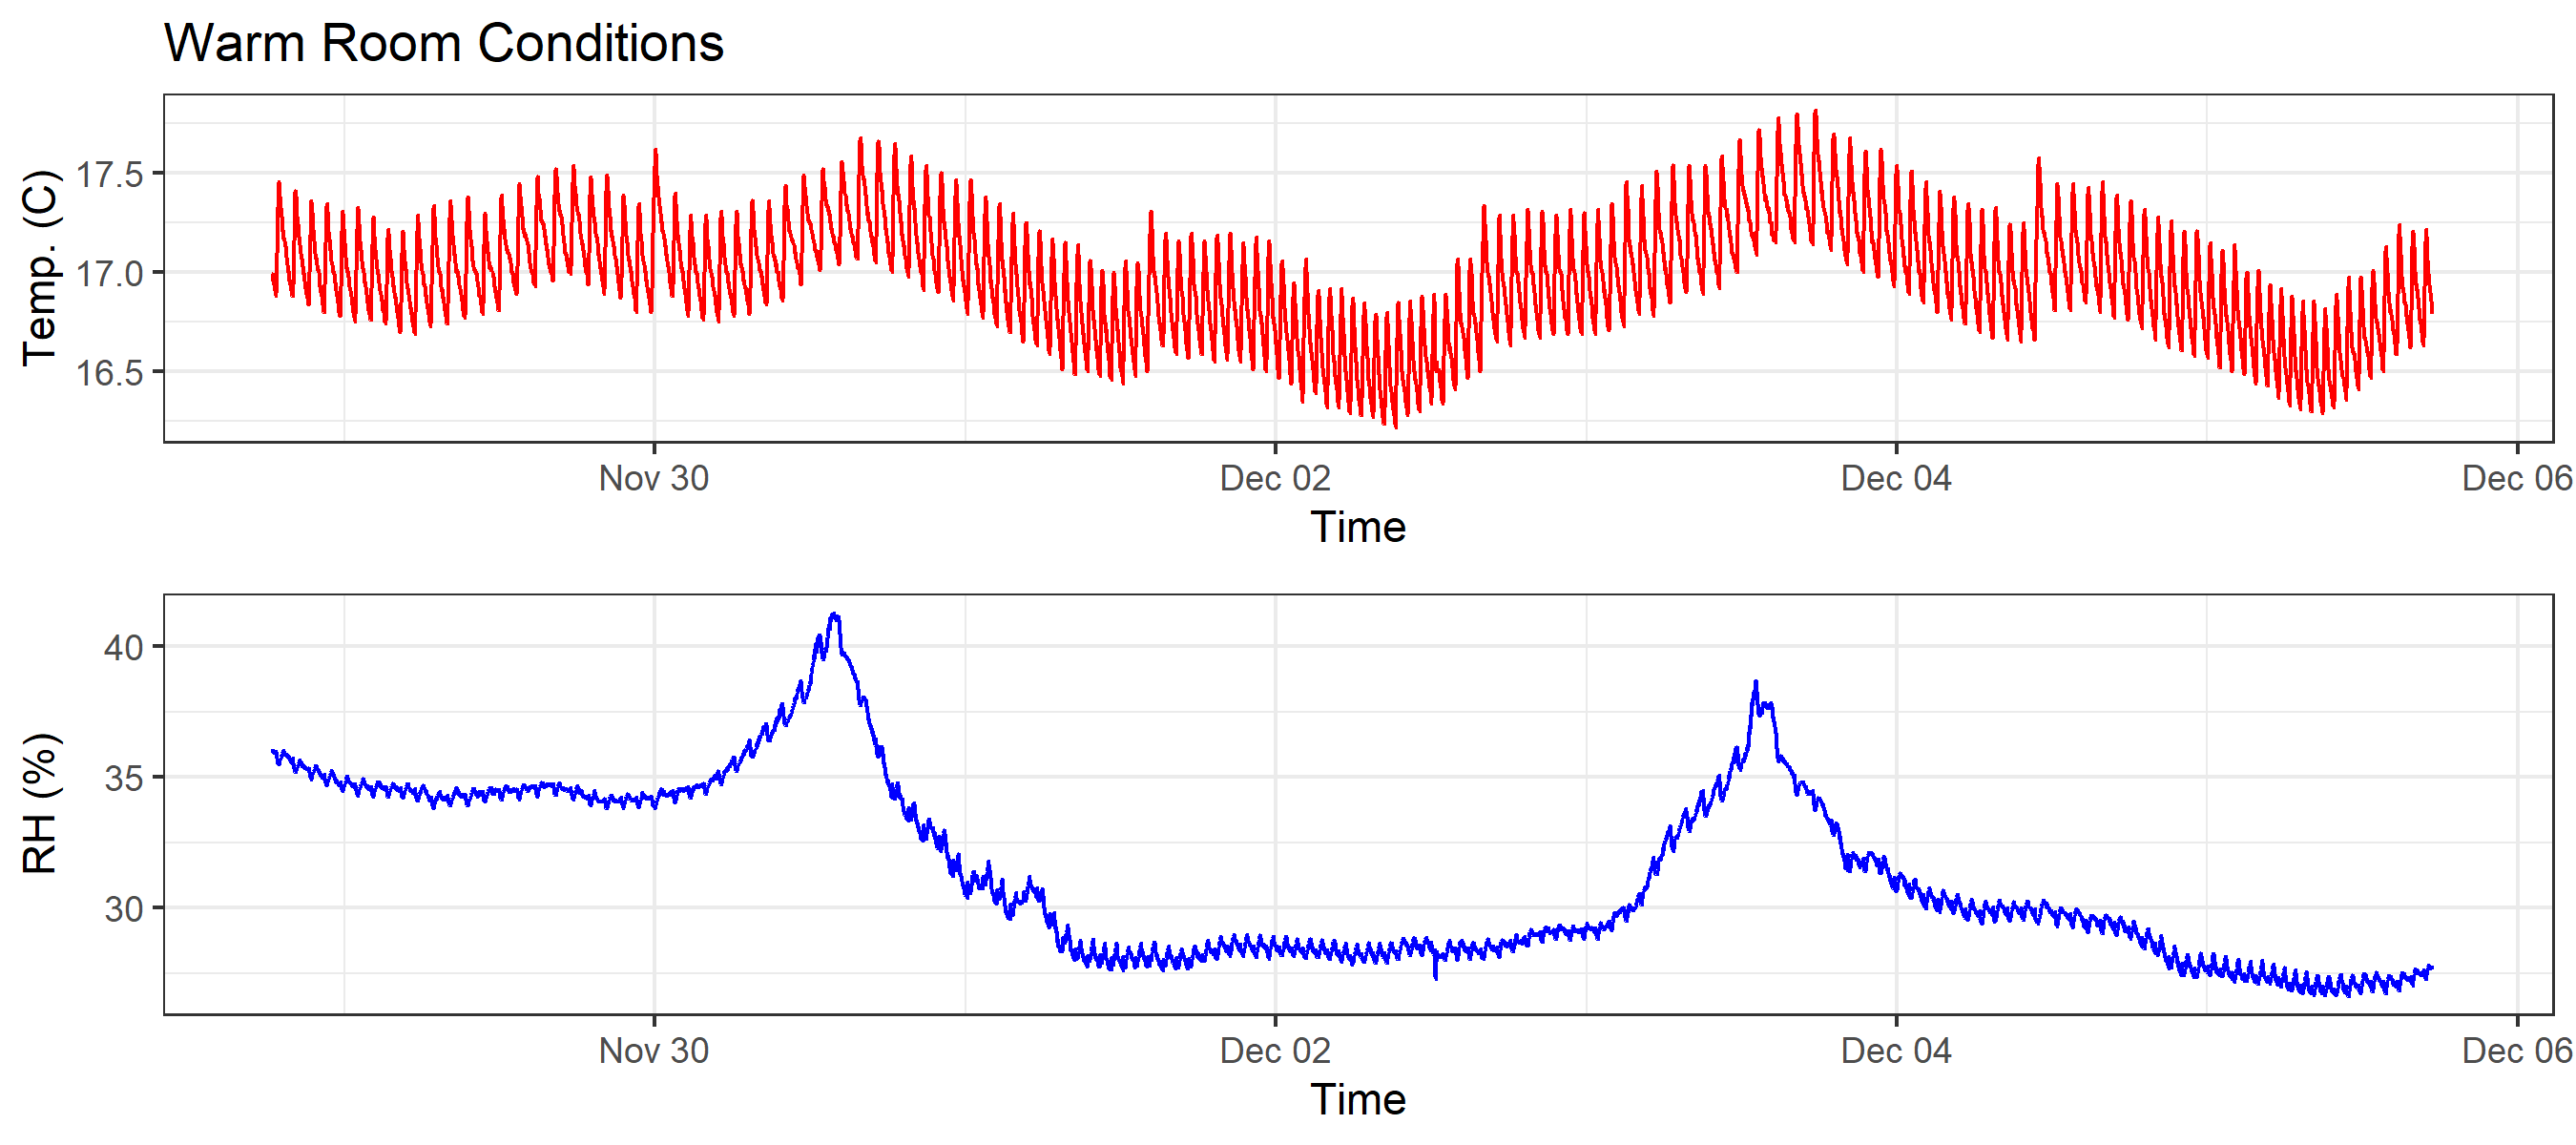 Warm Room Conditions
Temp. (C)
17.5
17.0
16.5
Nov 30 Dec 02 Dec 04 Dec 06
Time
RH (%)
40
35
30
Nov 30 Dec 02 Dec 04 Dec 06
Time